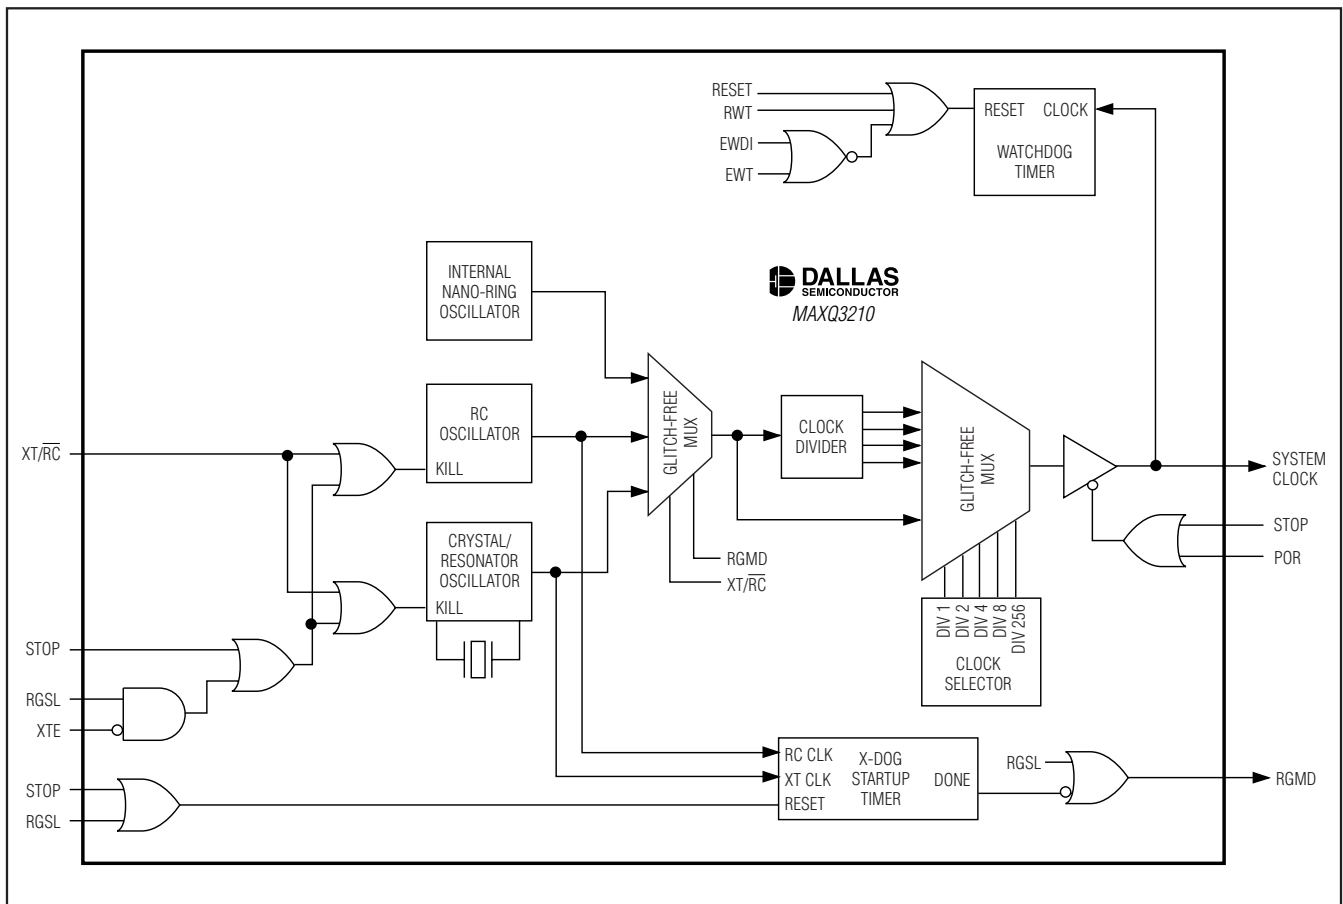 RESET
RWT
EWDI
EWT
RESET CLOCK
WATCHDOG
TIMER
INTERNAL
NANO-RING
OSCILLATOR
DALLAS
SEMICONDUCTOR
MAXQ3210
RC
OSCILLATOR
KILL
XT/R̅C̅
GLITCH-FREE
MUX
CLOCK
DIVIDER
GLITCH-FREE
MUX
SYSTEM
CLOCK
STOP
POR
CRYSTAL/
RESONATOR
OSCILLATOR
KILL
RGMD
XT/R̅C̅
DIV 1
DIV 2
DIV 4
DIV 8
DIV 256
CLOCK
SELECTOR
STOP
RGSL
XTE
STOP
RGSL
RC CLK
XT CLK
RESET
X-DOG
STARTUP
TIMER
DONE
RGSL
RGMD